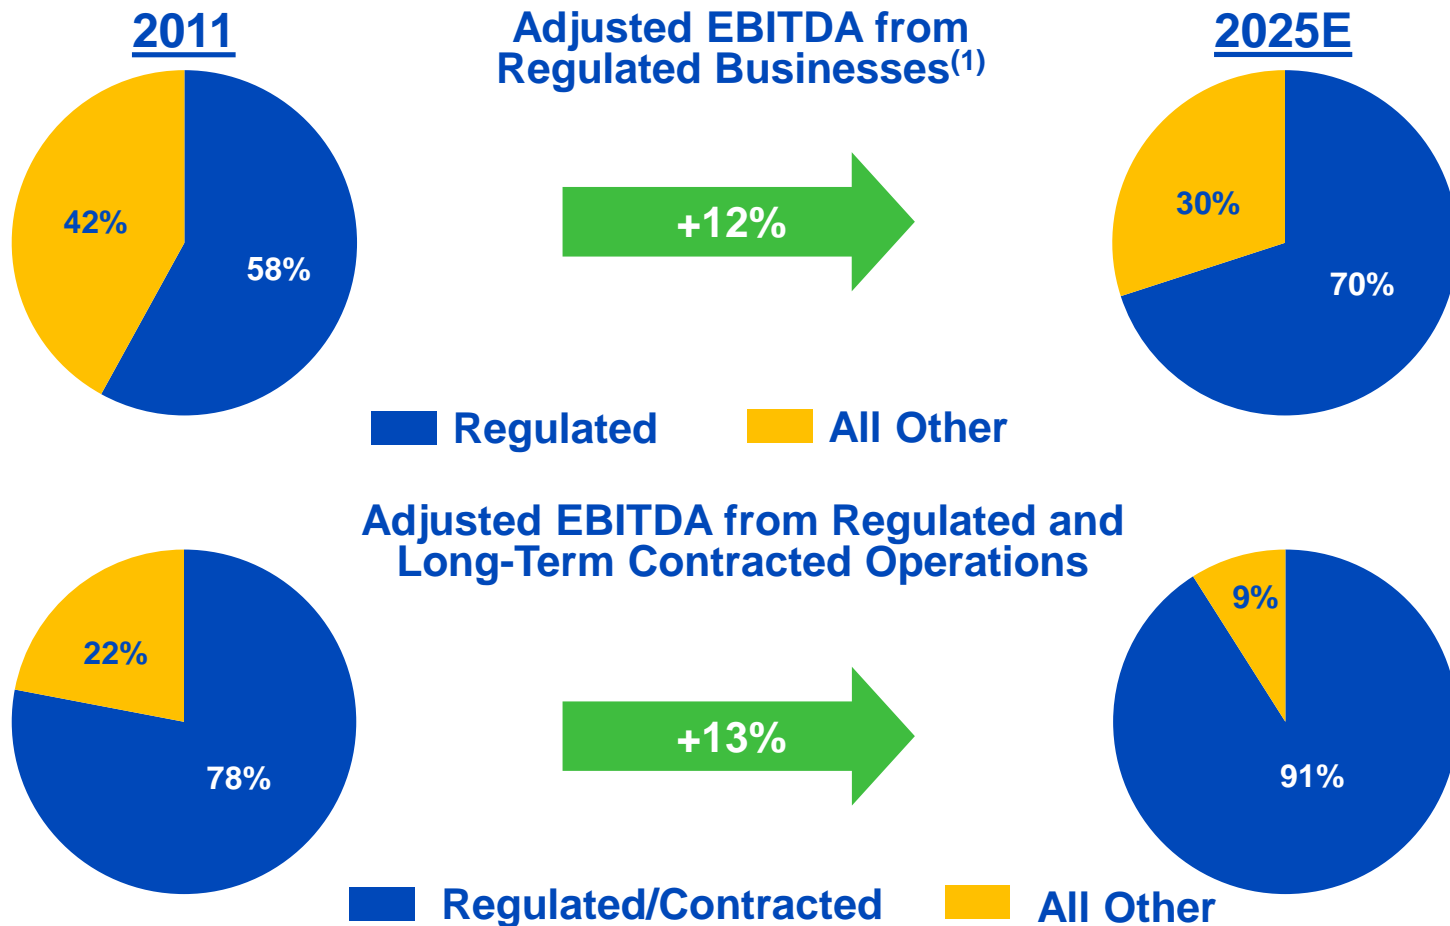 2011
Adjusted EBITDA from
Regulated Businesses(1)
2025E
42%
58%
+12%
30%
70%
Regulated
All Other
Adjusted EBITDA from Regulated and
Long-Term Contracted Operations
22%
78%
+13%
9%
91%
Regulated/Contracted
All Other